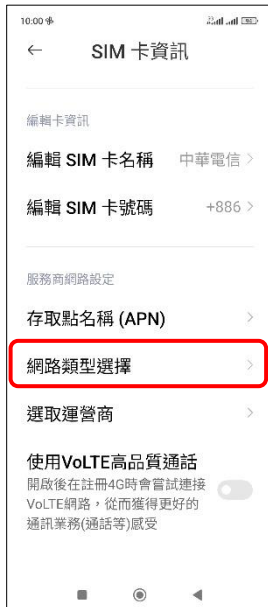 10:00
SIM 卡資訊
編輯卡資訊
編輯 SIM 卡名稱 中華電信
編輯 SIM 卡號碼 +886
服務商網路設定
存取點名稱 (APN)
網路類型選擇
選取運營商
使用VoLTE高品質通話
開啟後在註冊4G時會嘗試連接
VoLTE網路，從而獲得更好的
通訊業務(通話等)感受